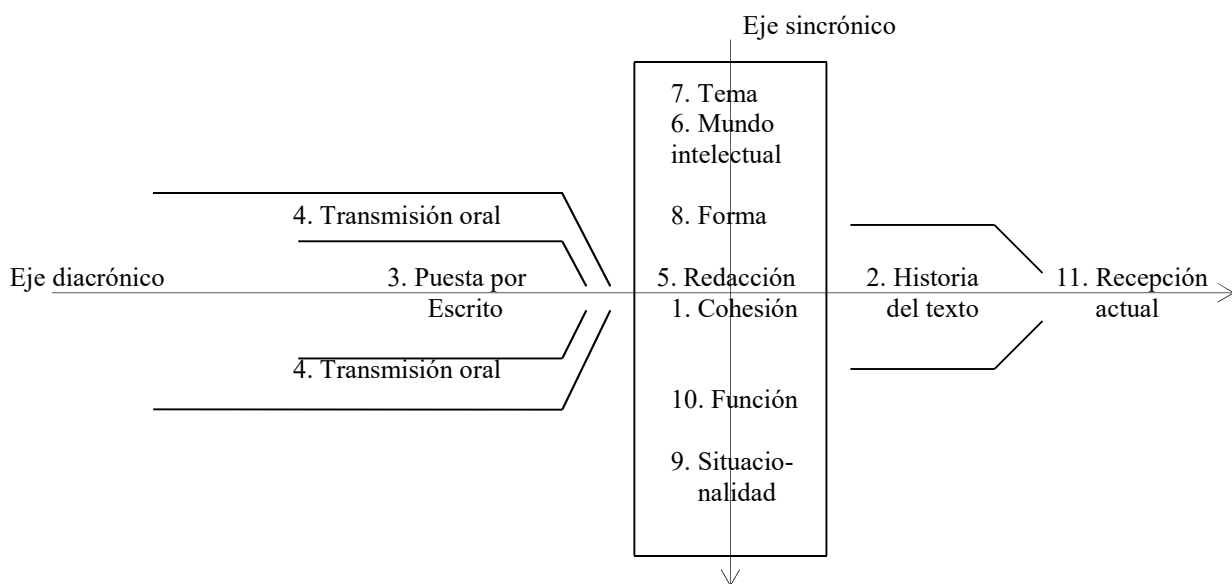 Eje sincrónico
7. Tema
6. Mundo
intelectual
4. Transmisión oral
8. Forma
Eje diacrónico
3. Puesta por
Escrito
5. Redacción
1. Cohesión
2. Historia
del texto
11. Recepción
actual
4. Transmisión oral
10. Función
9. Situacio-
nalidad